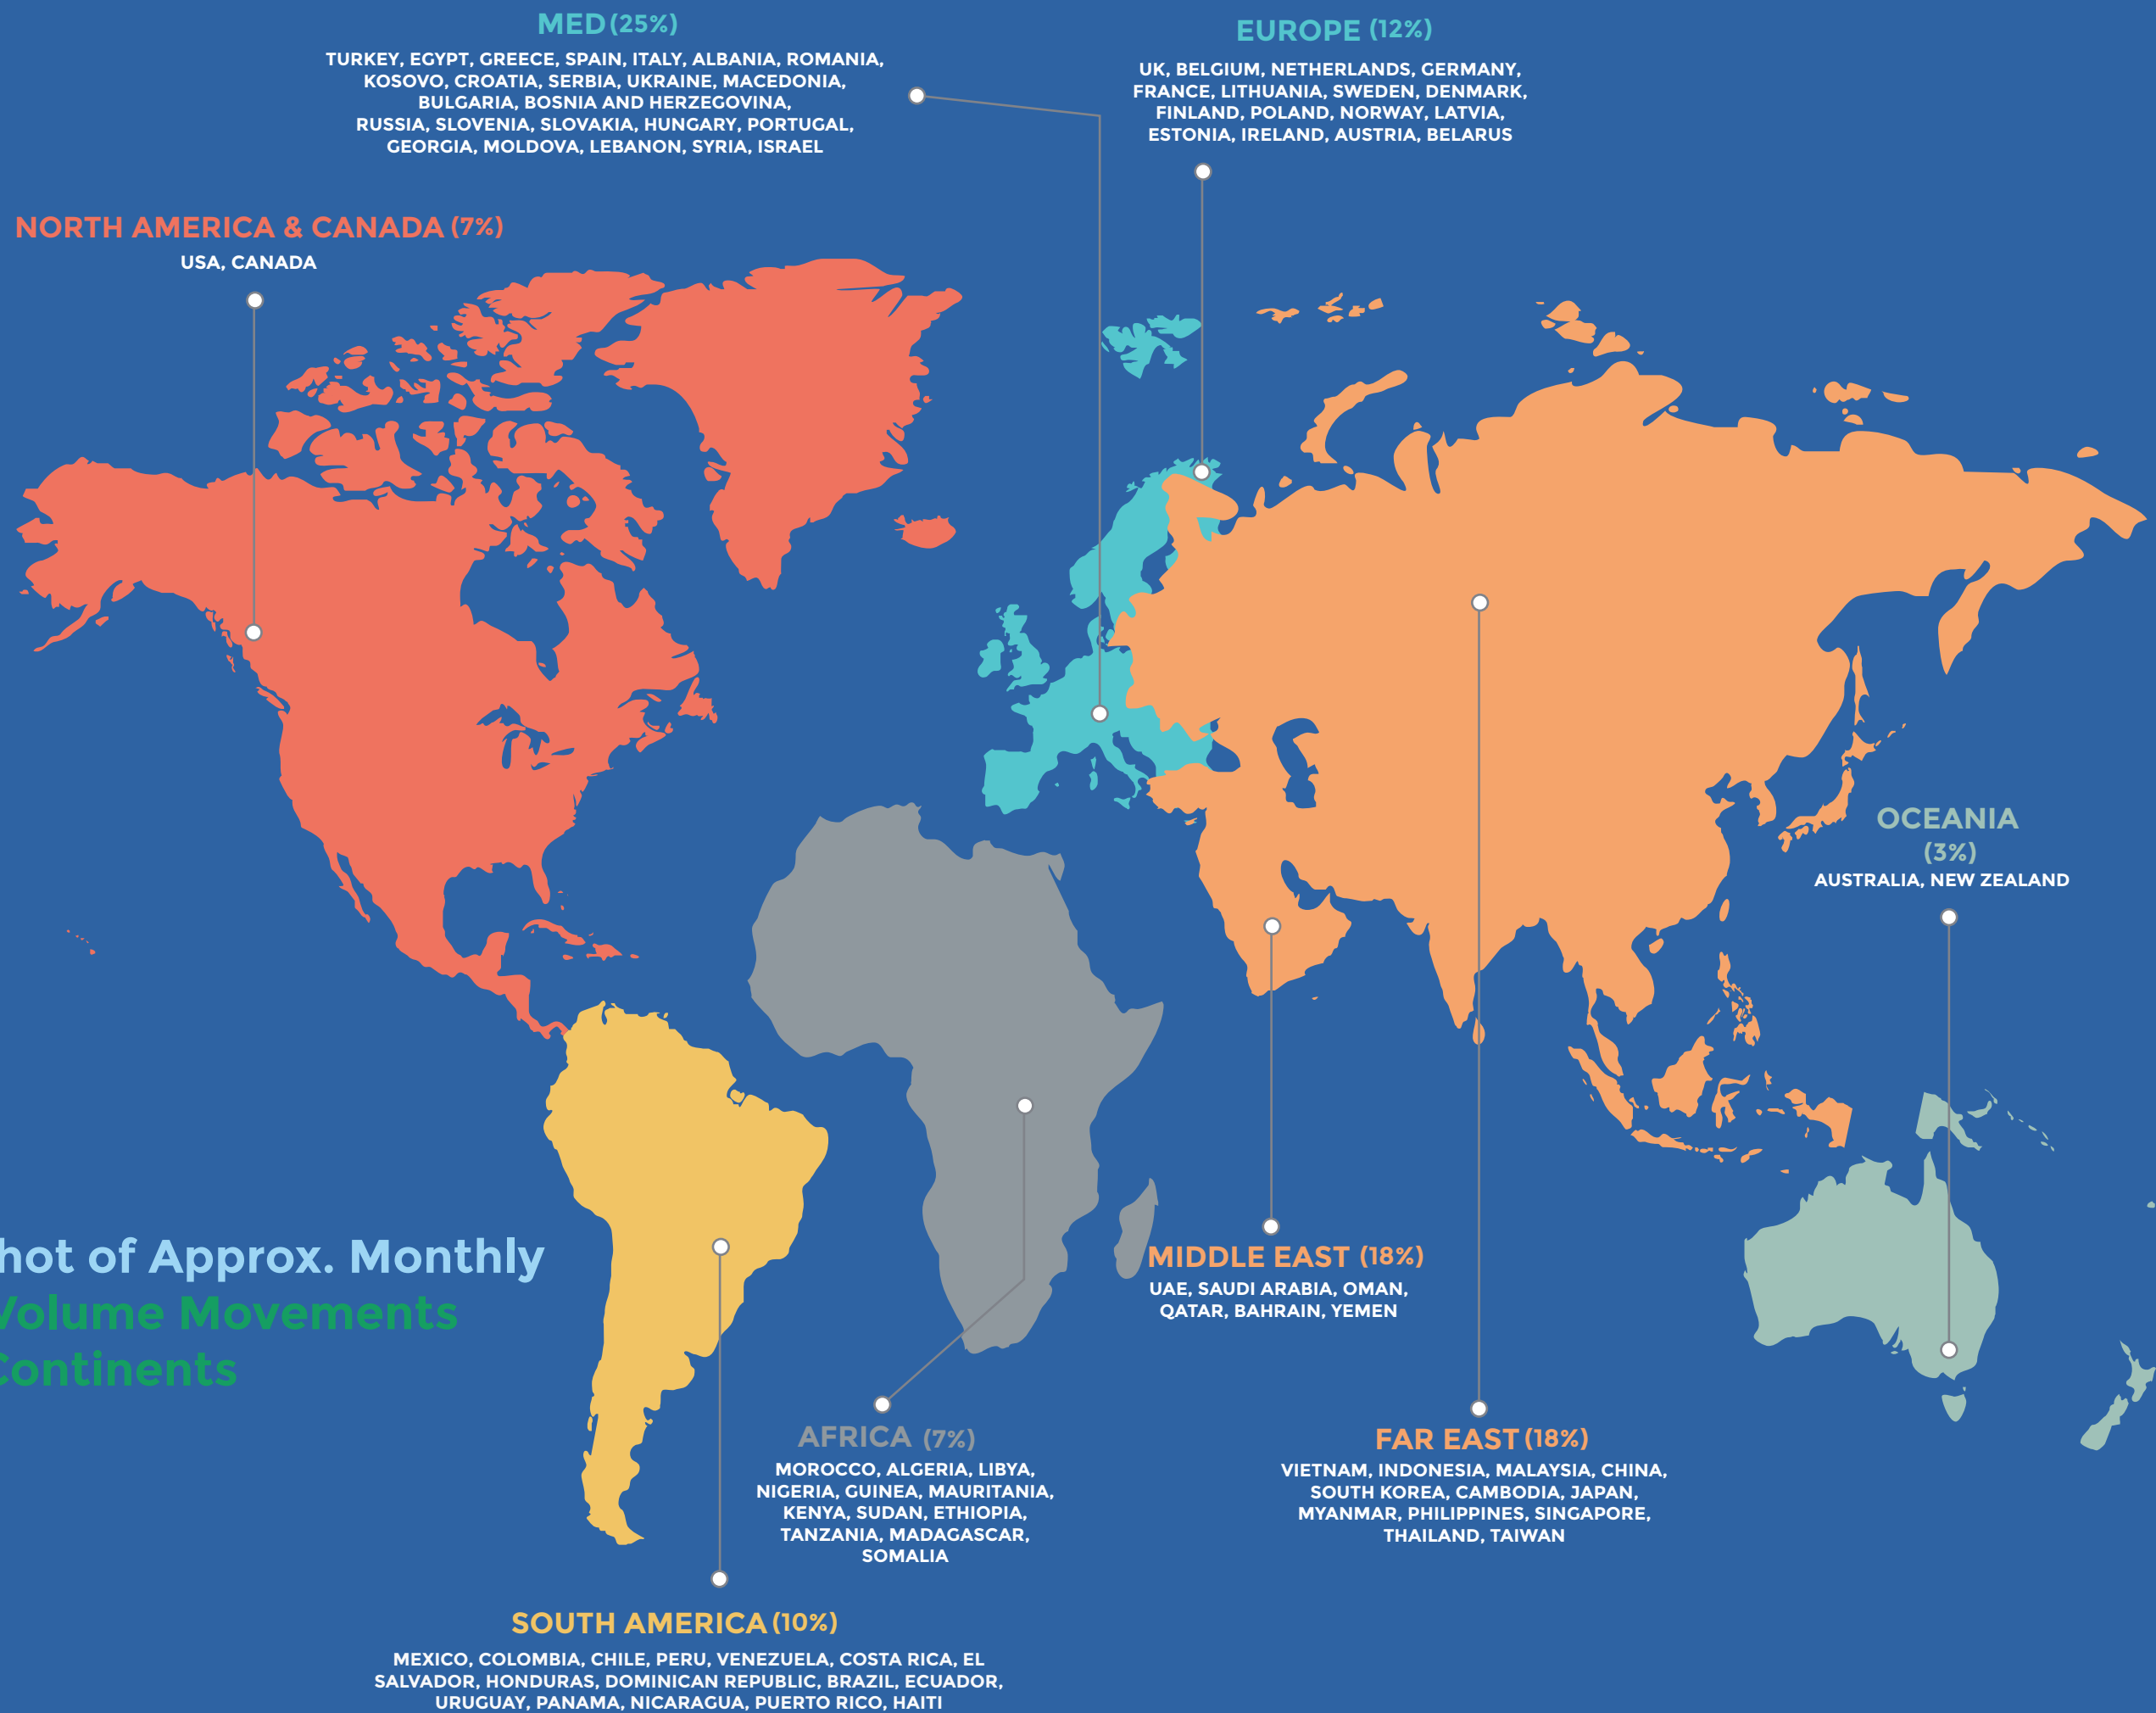 MED (25%)
TURKEY, EGYPT, GREECE, SPAIN, ITALY, ALBANIA, ROMANIA,
KOSOVO, CROATIA, SERBIA, UKRAINE, MACEDONIA,
BULGARIA, BOSNIA AND HERZEGOVINA,
RUSSIA, SLOVENIA, SLOVAKIA, HUNGARY, PORTUGAL,
GEORGIA, MOLDOVA, LEBANON, SYRIA, ISRAEL
EUROPE (12%)
UK, BELGIUM, NETHERLANDS, GERMANY,
FRANCE, LITHUANIA, SWEDEN, DENMARK,
FINLAND, POLAND, NORWAY, LATVIA,
ESTONIA, IRELAND, AUSTRIA, BELARUS
NORTH AMERICA & CANADA (7%)
USA, CANADA
OCEANIA
(3%)
AUSTRALIA, NEW ZEALAND
hot of Approx. Monthly
Volume Movements
Continents
MIDDLE EAST (18%)
UAE, SAUDI ARABIA, OMAN,
QATAR, BAHRAIN, YEMEN
AFRICA (7%)
MOROCCO, ALGERIA, LIBYA,
NIGERIA, GUINEA, MAURITANIA,
KENYA, SUDAN, ETHIOPIA,
TANZANIA, MADAGASCAR,
SOMALIA
FAR EAST (18%)
VIETNAM, INDONESIA, MALAYSIA, CHINA,
SOUTH KOREA, CAMBODIA, JAPAN,
MYANMAR, PHILIPPINES, SINGAPORE,
THAILAND, TAIWAN
SOUTH AMERICA (10%)
MEXICO, COLOMBIA, CHILE, PERU, VENEZUELA, COSTA RICA, EL
SALVADOR, HONDURAS, DOMINICAN REPUBLIC, BRAZIL, ECUADOR,
URUGUAY, PANAMA, NICARAGUA, PUERTO RICO, HAITI